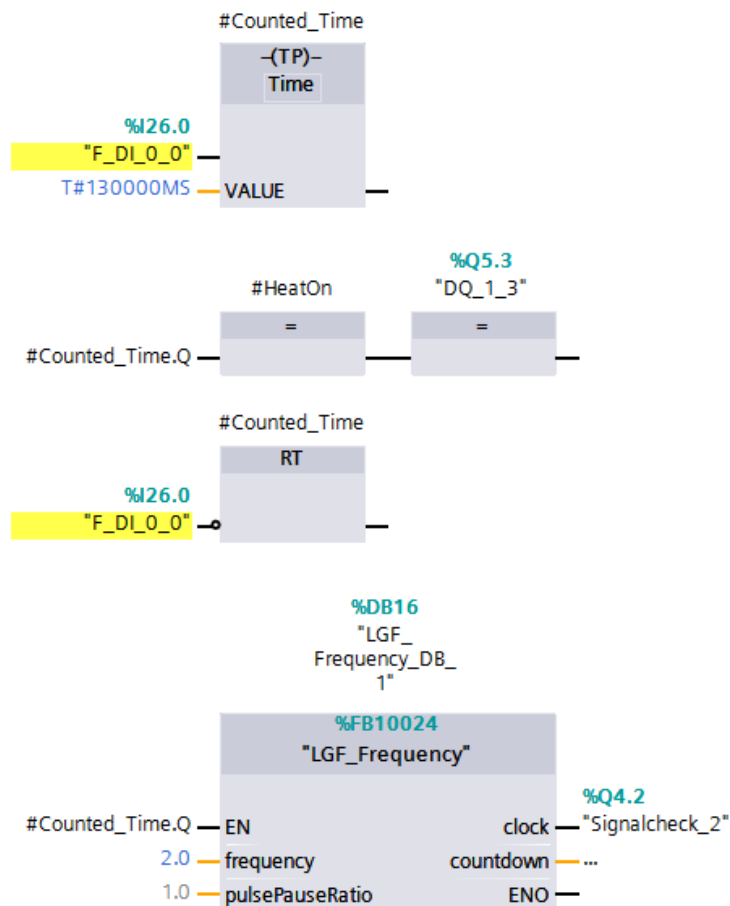 #Counted_Time
–(TP)–
Time
%I26.0
"F_DI_0_0"
T#130000MS
VALUE
%Q5.3
#HeatOn
"DQ_1_3"
=
=
#Counted_Time.Q
#Counted_Time
RT
%I26.0
"F_DI_0_0"
%DB16
"LGF_
Frequency_DB_
1"
%FB10024
"LGF_Frequency"
%Q4.2
#Counted_Time.Q
EN
clock
"Signalcheck_2"
2.0
frequency
countdown
...
1.0
pulsePauseRatio
ENO